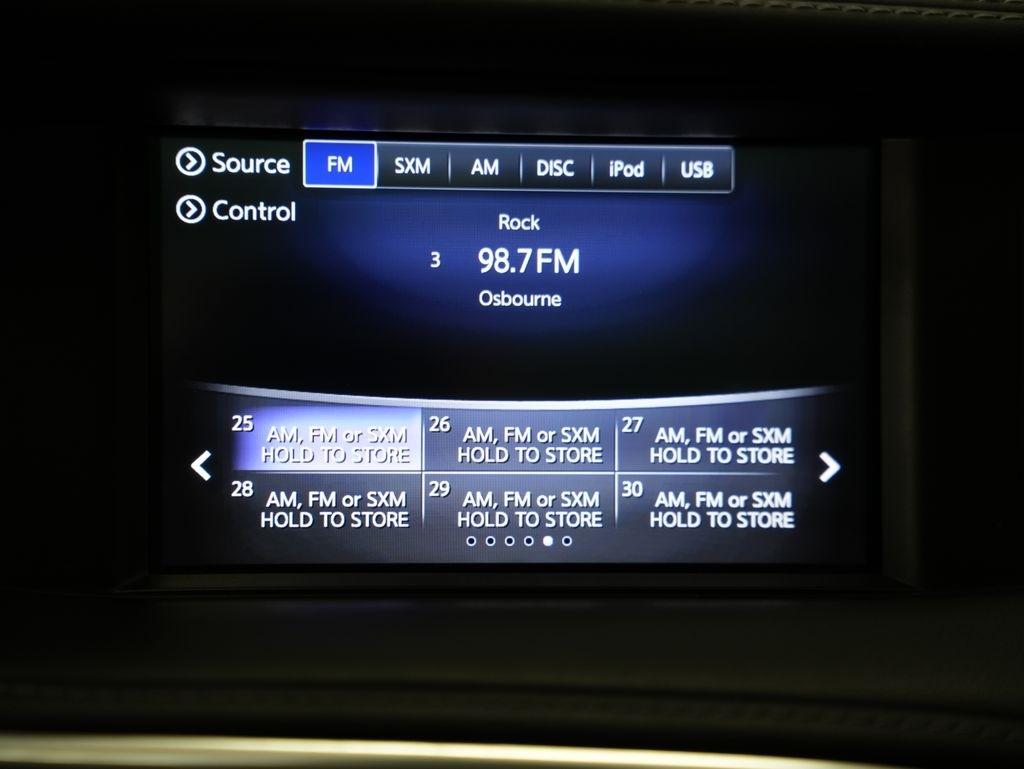 Source FM SXM AM DISC iPod USB
Control
Rock
3 98.7 FM
Osbourne
25 AM, FM or SXM
HOLD TO STORE
26 AM, FM or SXM
HOLD TO STORE
27 AM, FM or SXM
HOLD TO STORE
28 AM, FM or SXM
HOLD TO STORE
29 AM, FM or SXM
HOLD TO STORE
30 AM, FM or SXM
HOLD TO STORE